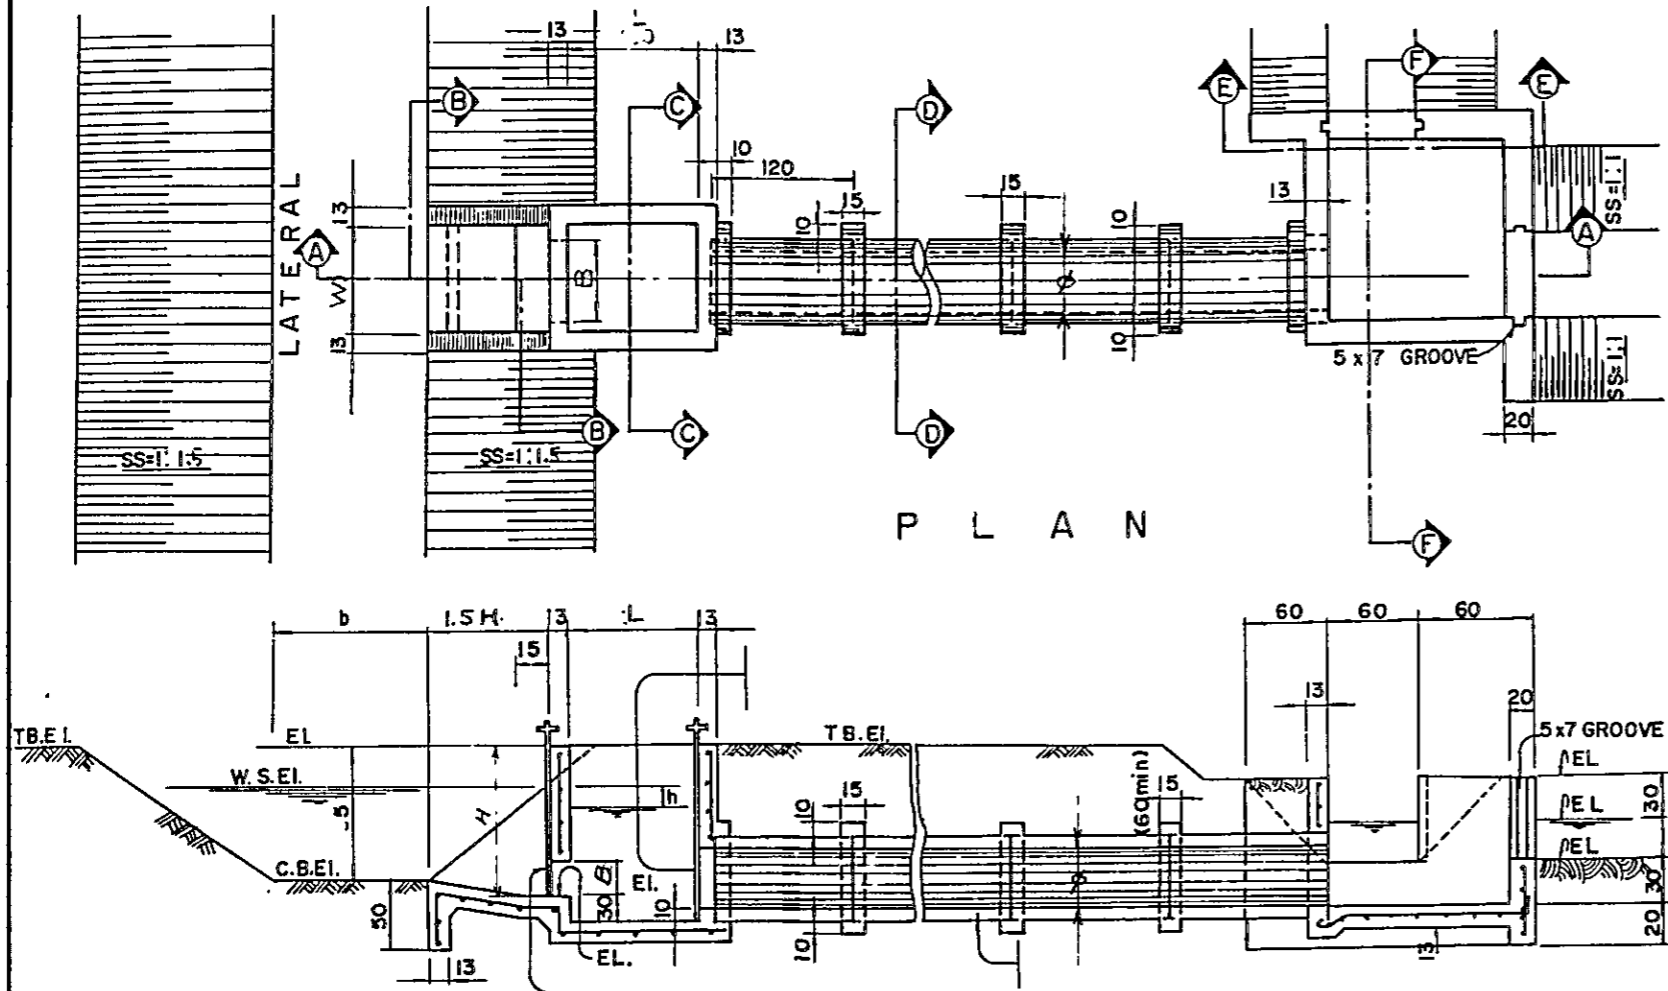 13
13
B
C
D
E
F
E
10
120
15
15
10
10
10
13
LATERAL
13
W
13
A
B
Ø
A
SS=1:1
5 x 7 GROOVE
SS=1:1
20
B
C
D
F
SS=1:1.5
SS=1:1.5
PLAN
b
1.5 H.
13
L
13
60
60
60
15
13
20
T.B.El.
El.
T.B.El.
5x7 GROOVE
EL
W.S.El.
h
H
10
15
(60min)
15
30
EL
EL
C.B.El.
B
El.
Ø
30
50
30
10
10
20
13
EL.
13